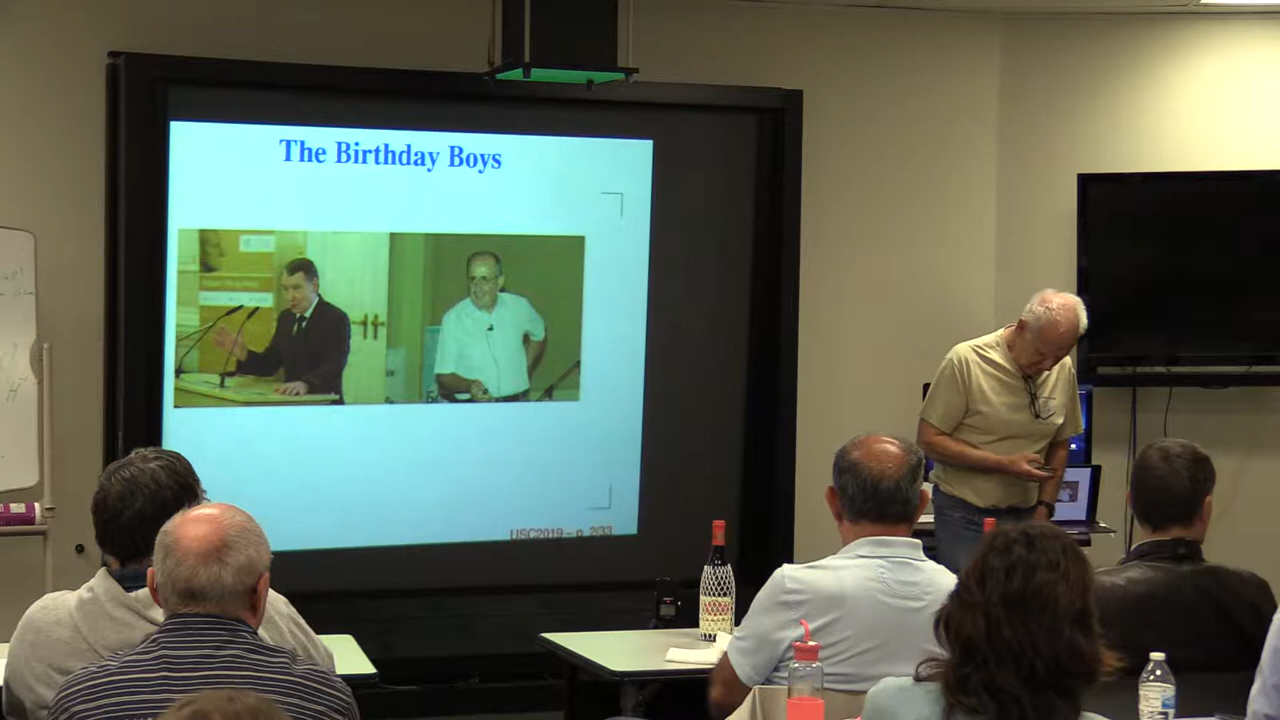 The Birthday Boys
USC2019 – p. 2/33